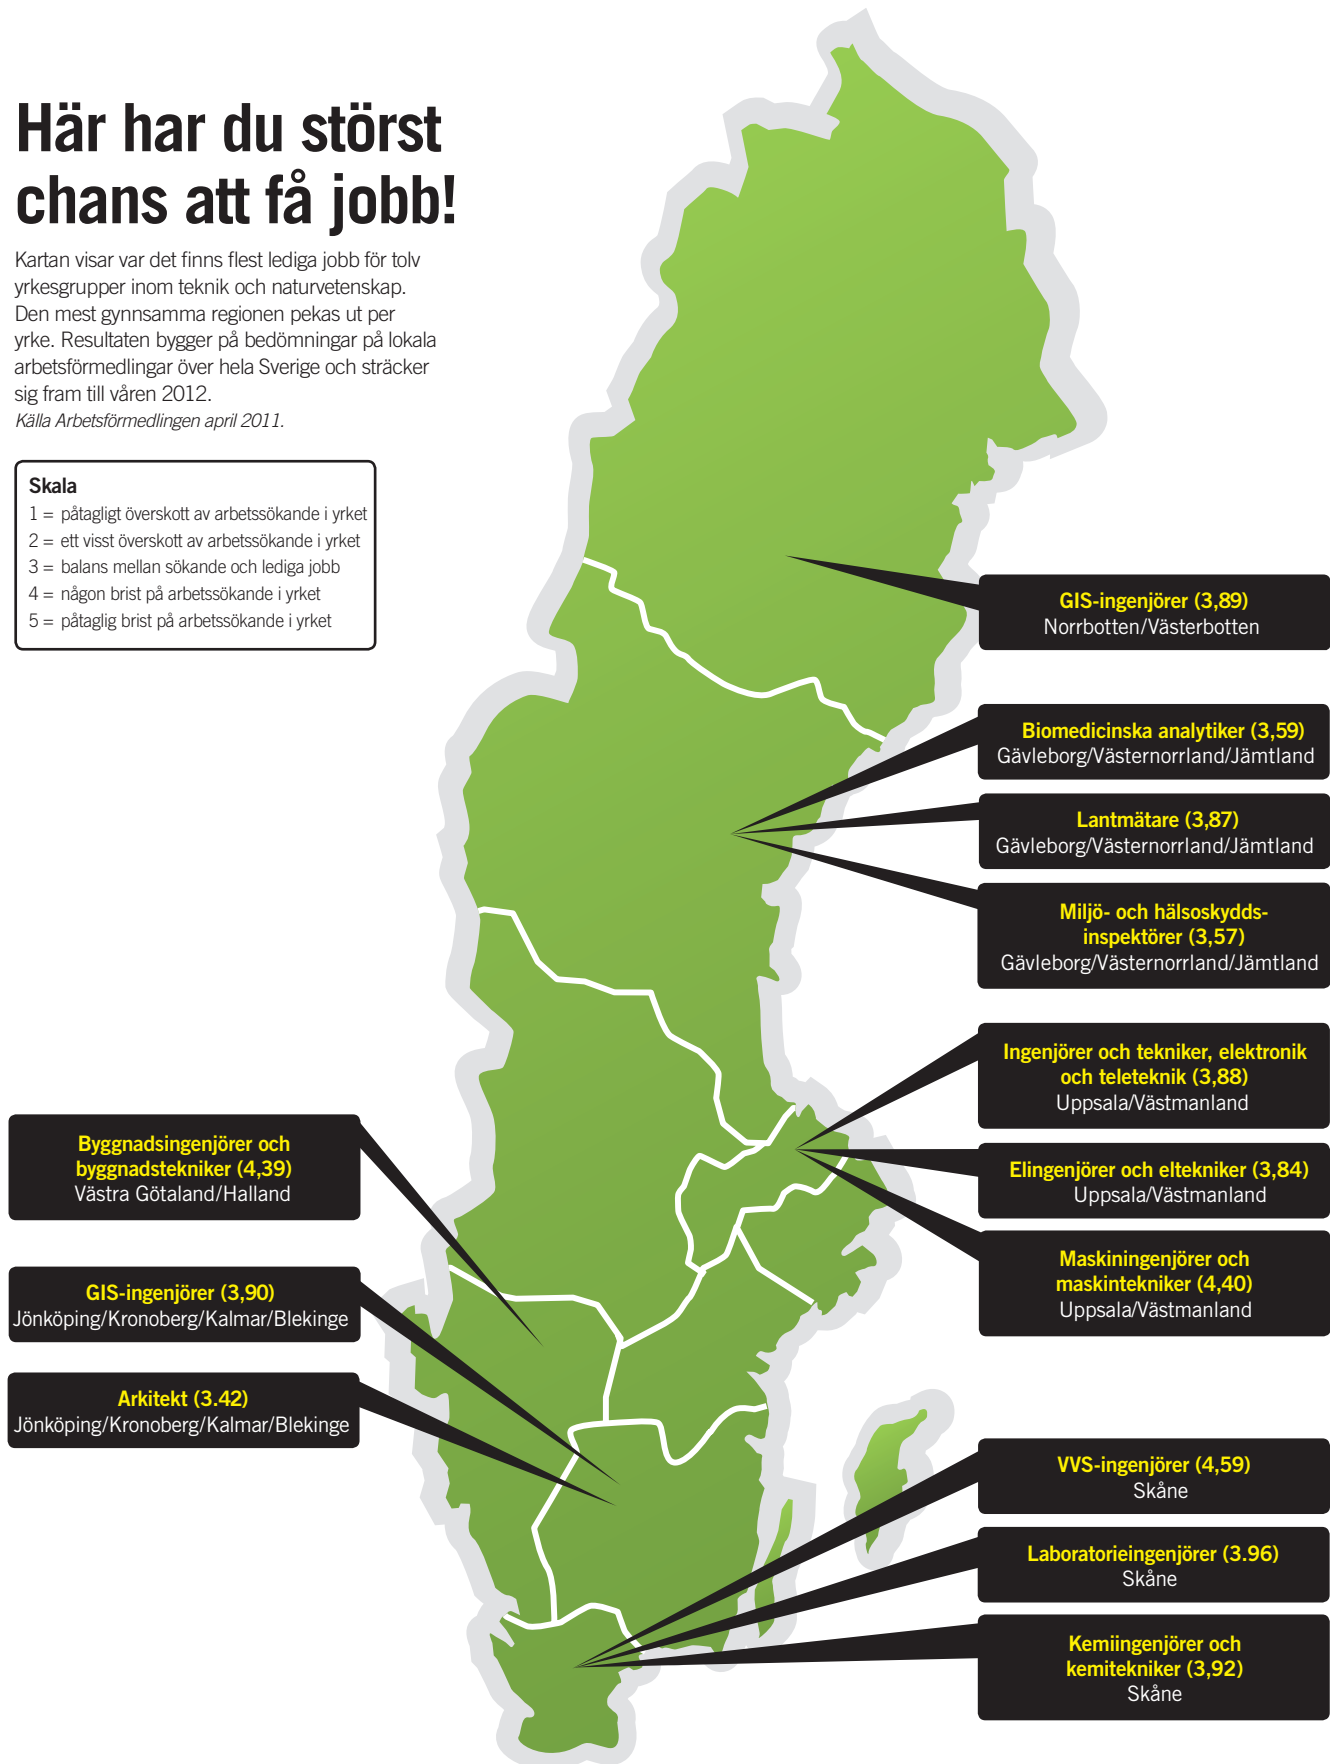 Här har du störst
chans att få jobb!
Kartan visar var det finns flest lediga jobb för tolv
yrkesgrupper inom teknik och naturvetenskap.
Den mest gynnsamma regionen pekas ut per
yrke. Resultaten bygger på bedömningar på lokala
arbetsförmedlingar över hela Sverige och sträcker
sig fram till våren 2012.
Källa Arbetsförmedlingen april 2011.
Skala
1 = påtagligt överskott av arbetssökande i yrket
2 = ett visst överskott av arbetssökande i yrket
3 = balans mellan sökande och lediga jobb
4 = någon brist på arbetssökande i yrket
5 = påtaglig brist på arbetssökande i yrket
GIS-ingenjörer (3,89)
Norrbotten/Västerbotten
Biomedicinska analytiker (3,59)
Gävleborg/Västernorrland/Jämtland
Lantmätare (3,87)
Gävleborg/Västernorrland/Jämtland
Miljö- och hälsoskydds-
inspektörer (3,57)
Gävleborg/Västernorrland/Jämtland
Ingenjörer och tekniker, elektronik
och teleteknik (3,88)
Uppsala/Västmanland
Elingenjörer och eltekniker (3,84)
Uppsala/Västmanland
Maskiningenjörer och
maskintekniker (4,40)
Uppsala/Västmanland
Byggnadsingenjörer och
byggnadstekniker (4,39)
Västra Götaland/Halland
GIS-ingenjörer (3,90)
Jönköping/Kronoberg/Kalmar/Blekinge
Arkitekt (3.42)
Jönköping/Kronoberg/Kalmar/Blekinge
VVS-ingenjörer (4,59)
Skåne
Laboratorieingenjörer (3.96)
Skåne
Kemiingenjörer och
kemitekniker (3,92)
Skåne